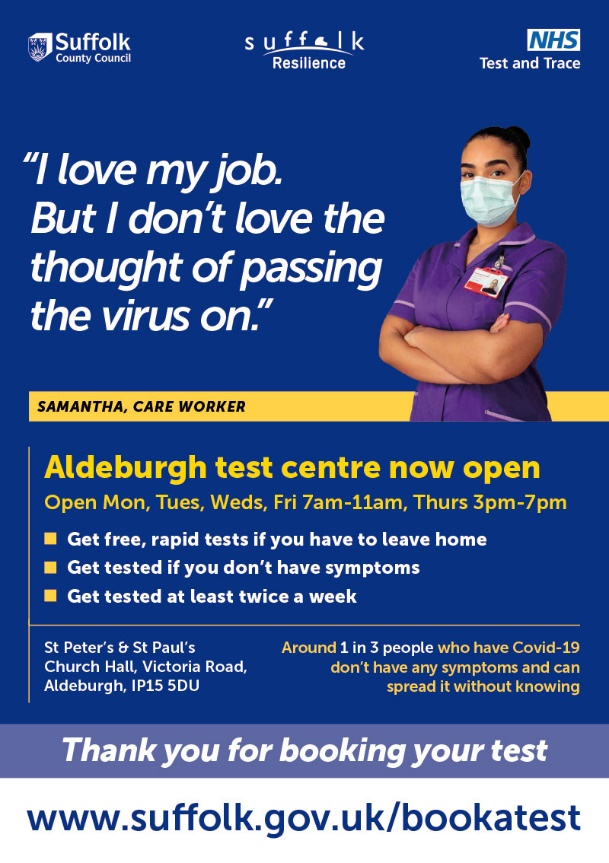 Suffolk
County Council
suffolk
Resilience
NHS
Test and Trace
“I love my job.
But I don’t love the
thought of passing
the virus on.”
SAMANTHA, CARE WORKER
Aldeburgh test centre now open
Open Mon, Tues, Weds, Fri 7am-11am, Thurs 3pm-7pm
Get free, rapid tests if you have to leave home
Get tested if you don’t have symptoms
Get tested at least twice a week
St Peter’s & St Paul’s
Church Hall, Victoria Road,
Aldeburgh, IP15 5DU
Around 1 in 3 people who have Covid-19
don’t have any symptoms and can
spread it without knowing
Thank you for booking your test
www.suffolk.gov.uk/bookatest